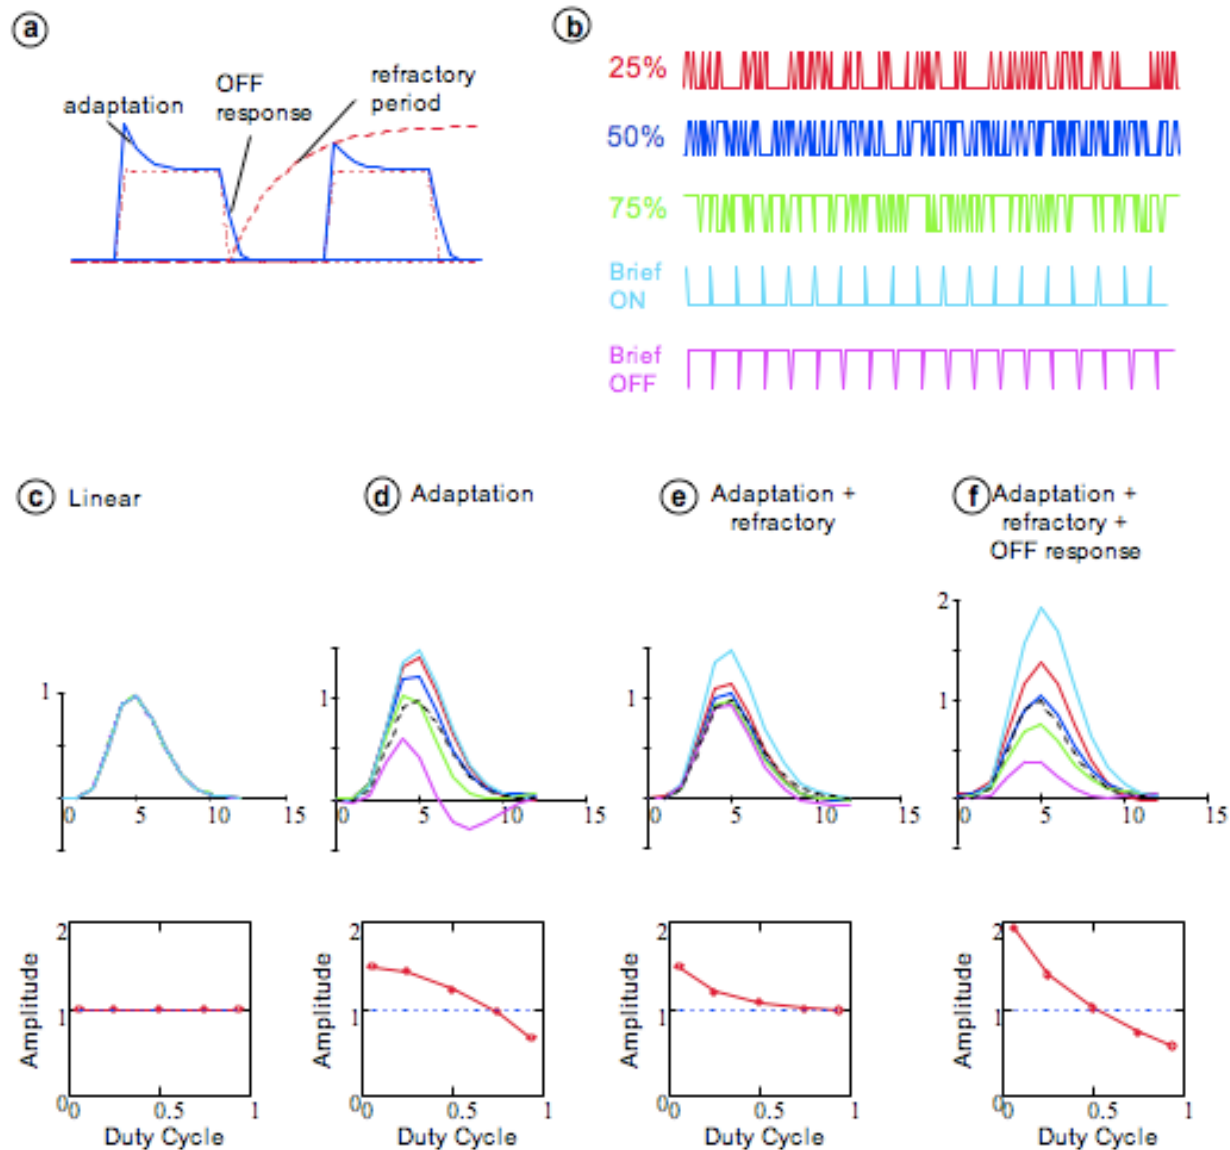 a
adaptation
OFF
response
refractory
period
b
25%
50%
75%
Brief
ON
Brief
OFF
c Linear
d Adaptation
e Adaptation +
refractory
f Adaptation +
refractory +
OFF response
1
0 5 10 15
1
0 5 10 15
1
0 5 10 15
2
1
0 5 10 15
Amplitude
2
1
0
0 0.5 1
Duty Cycle
Amplitude
2
1
0
0 0.5 1
Duty Cycle
Amplitude
2
1
0
0 0.5 1
Duty Cycle
Amplitude
2
1
0
0 0.5 1
Duty Cycle